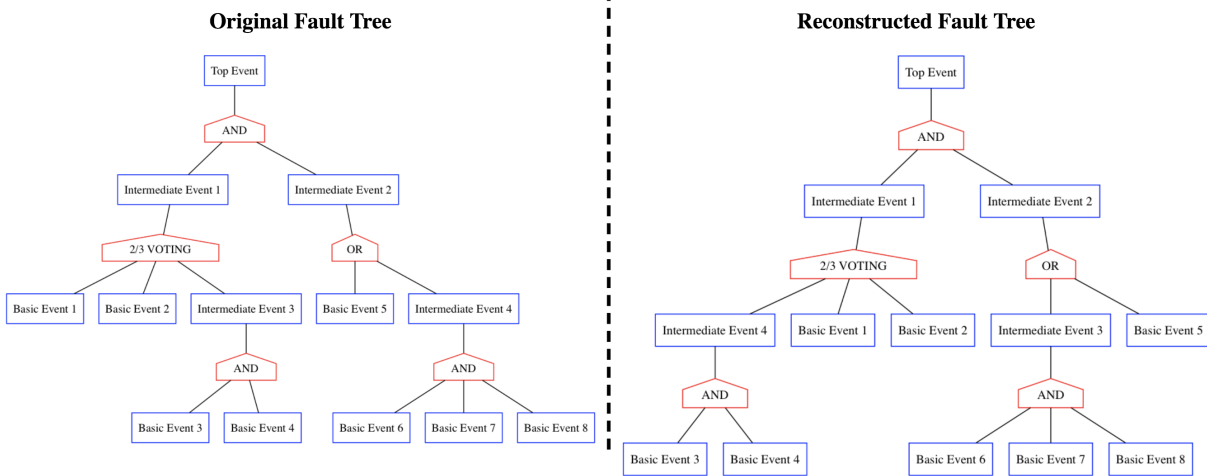 Original Fault Tree
Top Event
AND
Intermediate Event 1
Intermediate Event 2
2/3 VOTING
OR
Basic Event 1
Basic Event 2
Intermediate Event 3
Basic Event 5
Intermediate Event 4
AND
AND
Basic Event 3
Basic Event 4
Basic Event 6
Basic Event 7
Basic Event 8
Reconstructed Fault Tree
Top Event
AND
Intermediate Event 1
Intermediate Event 2
2/3 VOTING
OR
Intermediate Event 4
Basic Event 1
Basic Event 2
Intermediate Event 3
Basic Event 5
AND
AND
Basic Event 3
Basic Event 4
Basic Event 6
Basic Event 7
Basic Event 8